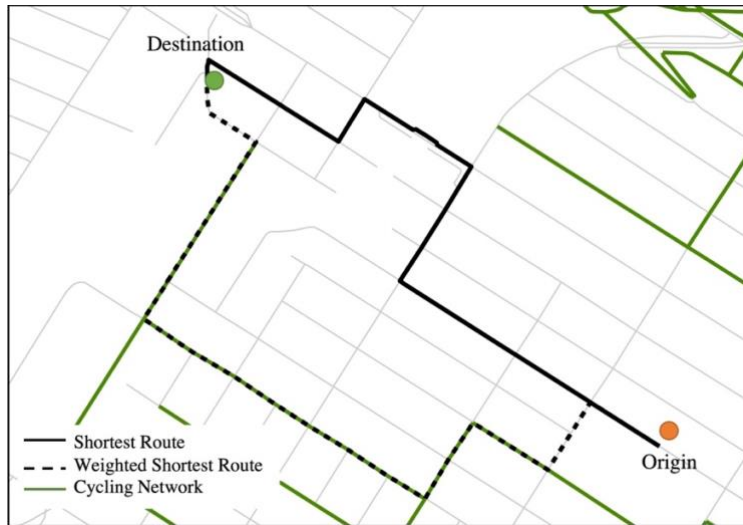 Destination
Shortest Route
Weighted Shortest Route
Cycling Network
Origin